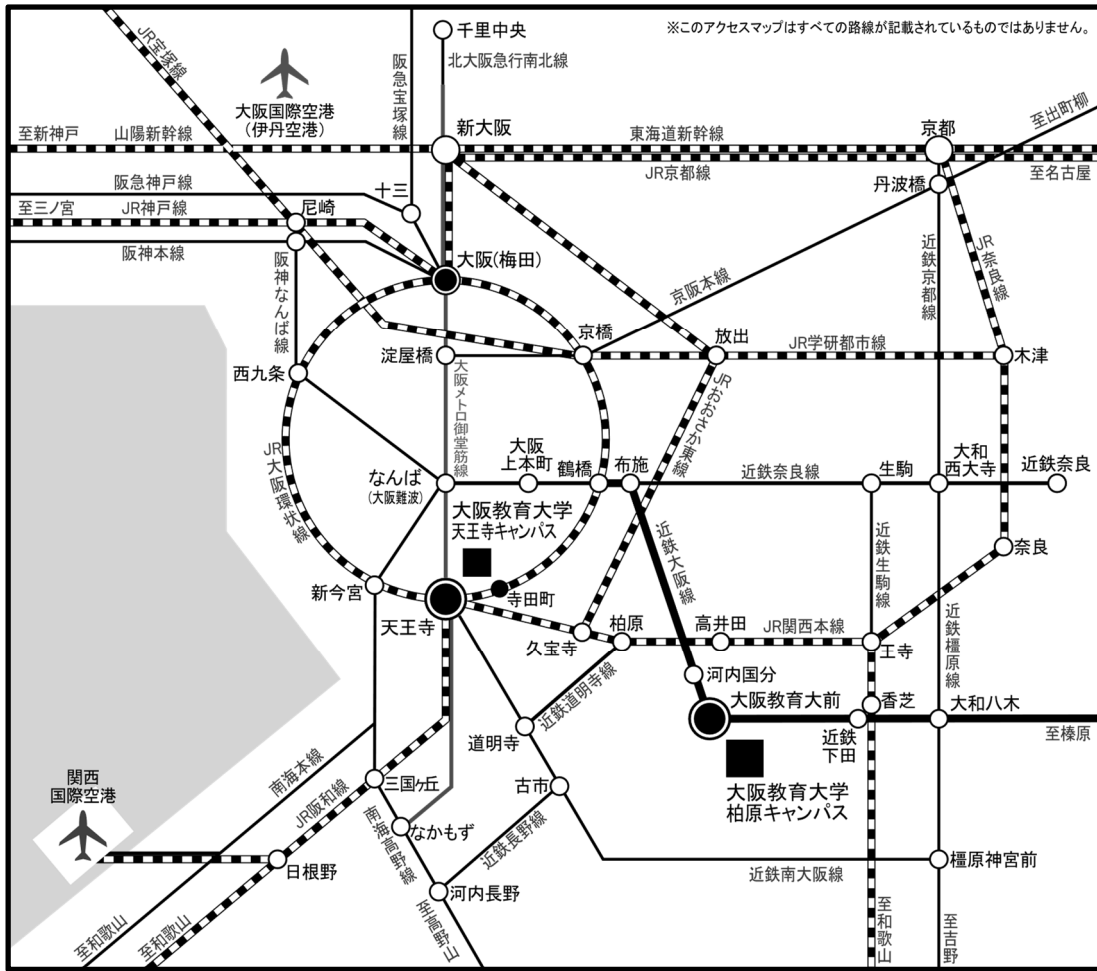 ※このアクセスマップはすべての路線が記載されているものではありません。
千里中央
北大阪急行南北線
JR宝塚線
阪急宝塚線
大阪国際空港
(伊丹空港)
至新神戸
山陽新幹線
新大阪
東海道新幹線
京都
至出町柳
JR京都線
至名古屋
丹波橋
阪急神戸線
十三
至三ノ宮
JR神戸線
尼崎
阪神本線
阪神なんば線
大阪(梅田)
京阪本線
近鉄京都線
JR奈良線
淀屋橋
京橋
放出
JR学研都市線
木津
西九条
大阪メトロ御堂筋線
JRおおさか東線
JR大阪環状線
なんば
(大阪難波)
大阪
上本町
鶴橋
布施
近鉄奈良線
生駒
大和
西大寺
近鉄奈良
大阪教育大学
天王寺キャンパス
近鉄大阪線
近鉄生駒線
奈良
新今宮
天王寺
寺田町
久宝寺
柏原
高井田
JR関西本線
王寺
近鉄橿原線
近鉄道明寺線
河内国分
大阪教育大前
香芝
近鉄
下田
大和八木
至榛原
道明寺
大阪教育大学
柏原キャンパス
関西
国際空港
南海本線
JR阪和線
三国ヶ丘
古市
なかもず
南海高野線
近鉄長野線
日根野
河内長野
近鉄南大阪線
橿原神宮前
至和歌山
至和歌山
至高野山
至和歌山
至吉野